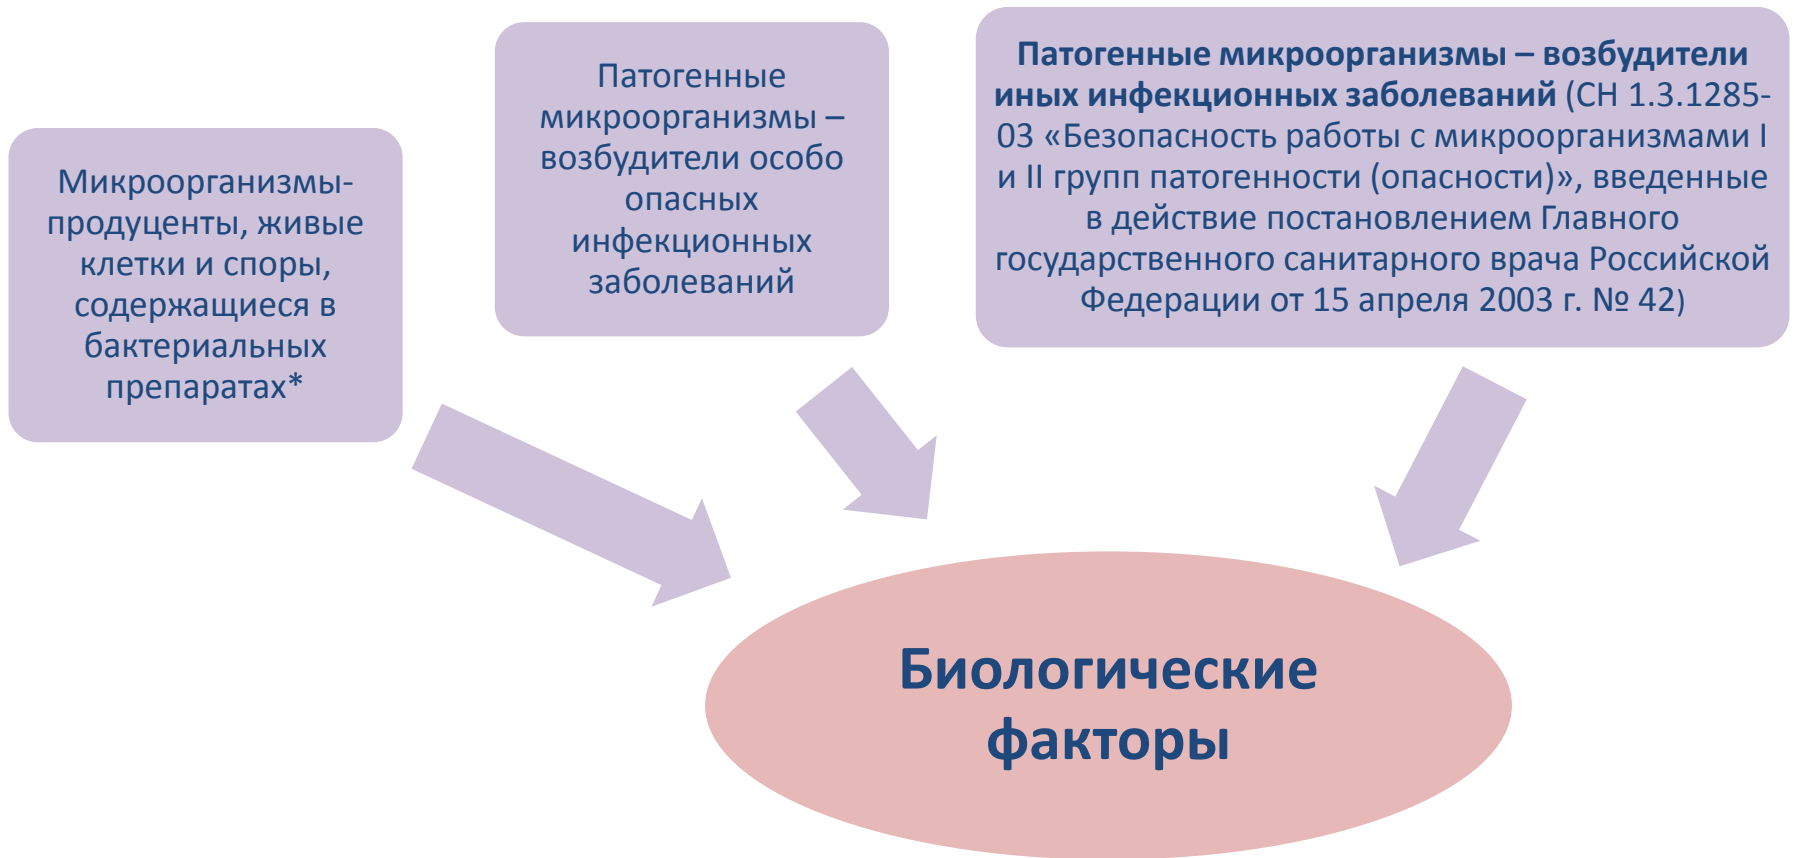 Микроорганизмы-
продуценты, живые
клетки и споры,
содержащиеся в
бактериальных
препаратах*
Патогенные
микроорганизмы –
возбудители особо
опасных
инфекционных
заболеваний
Патогенные микроорганизмы – возбудители
иных инфекционных заболеваний (СН 1.3.1285-
03 «Безопасность работы с микроорганизмами I
и II групп патогенности (опасности)», введенные
в действие постановлением Главного
государственного санитарного врача Российской
Федерации от 15 апреля 2003 г. № 42)
Биологические
факторы